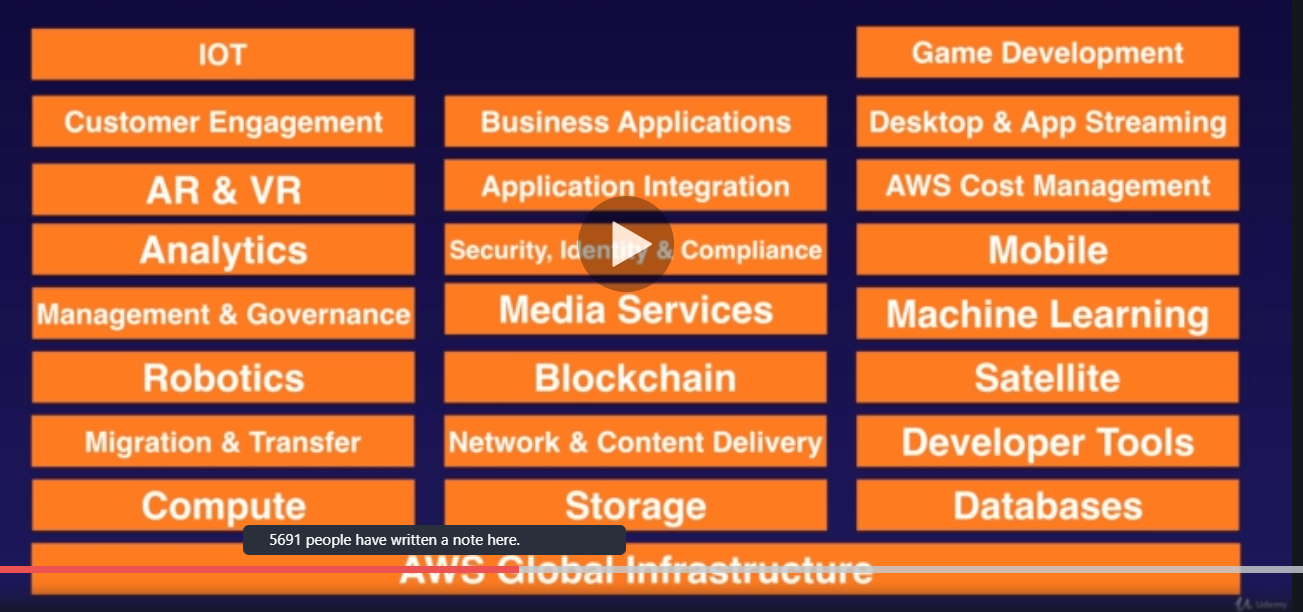 IOT
Game Development
Customer Engagement
Business Applications
Desktop & App Streaming
AR & VR
Application Integration
AWS Cost Management
Analytics
Security, Identity & Compliance
Mobile
Management & Governance
Media Services
Machine Learning
Robotics
Blockchain
Satellite
Migration & Transfer
Network & Content Delivery
Developer Tools
Compute
Storage
Databases
5691 people have written a note here.
AWS Global Infrastructure
Udemy